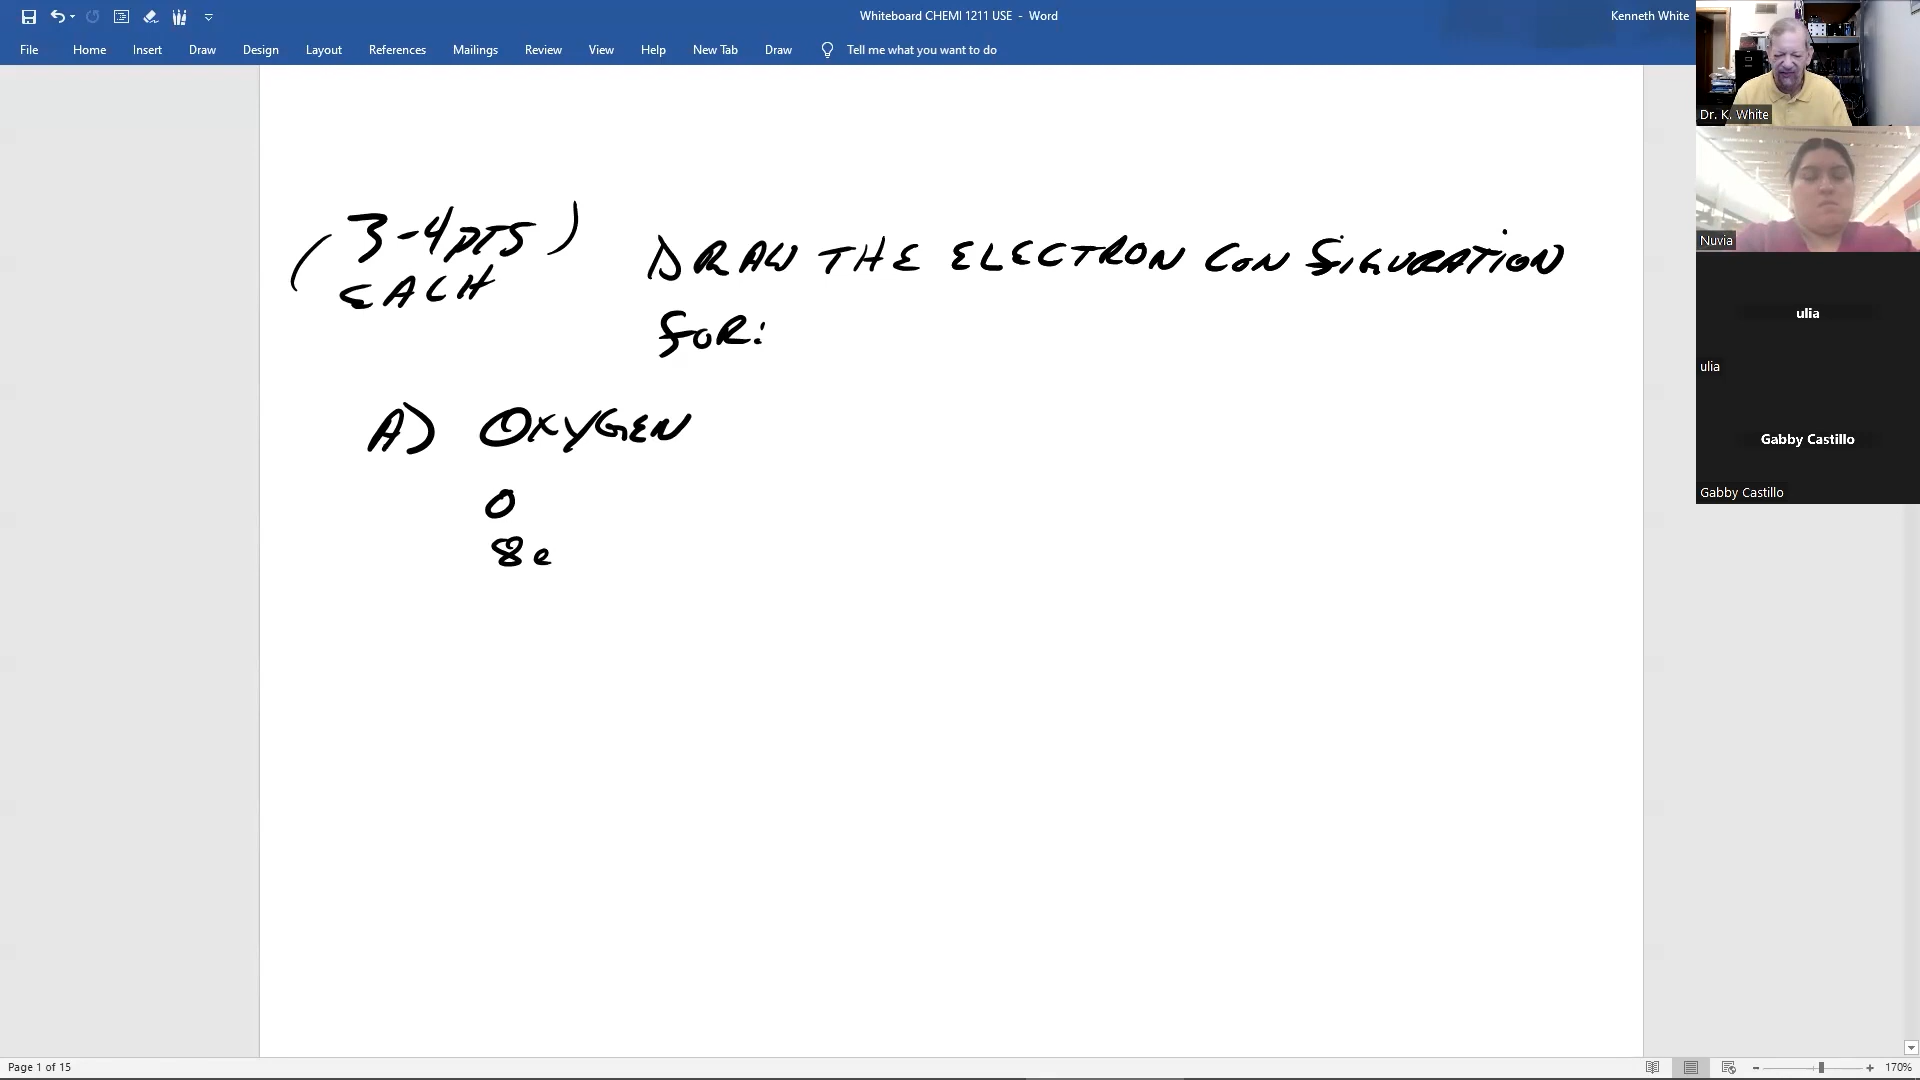 Whiteboard CHEMI 1211 USE - Word
Kenneth White
File Home Insert Draw Design Layout References Mailings Review View Help New Tab Draw Tell me what you want to do
Dr. K. White
Nuvia
ulia
ulia
Gabby Castillo
Gabby Castillo
(3-4 PTS) DRAW THE ELECTRON CONFIGURATION
EACH
FOR:
A) OXYGEN
O
8e
Page 1 of 15
170%